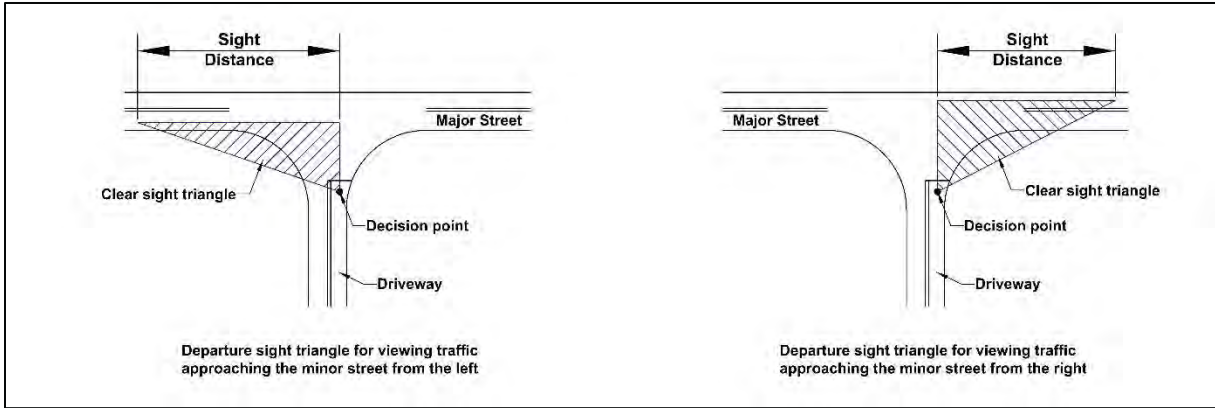 Sight
Distance
Major Street
Clear sight triangle
Decision point
Driveway
Departure sight triangle for viewing traffic
approaching the minor street from the left
Sight
Distance
Major Street
Clear sight triangle
Decision point
Driveway
Departure sight triangle for viewing traffic
approaching the minor street from the right